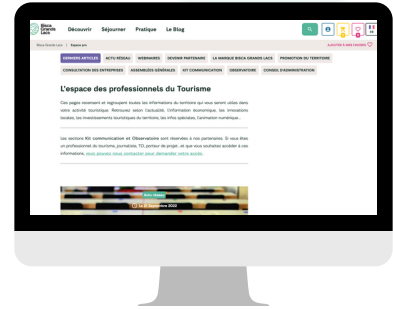 Bisca
Grands
Lacs
Découvrir Séjourner Pratique Le Blog
FR
Bisca Grands Lacs | Espace pro
AJOUTER À MES FAVORIS
DERNIERS ARTICLES ACTU RÉSEAU WEBINAIRES DEVENIR PARTENAIRE LA MARQUE BISCA GRANDS LACS PROMOTION DU TERRITOIRE
CONSULTATION DES ENTREPRISES ASSEMBLÉES GÉNÉRALES KIT COMMUNICATION OBSERVATOIRE CONSEIL D'ADMINISTRATION
L'espace des professionnels du Tourisme
Ces pages recensent et regroupent toutes les informations du territoire qui vous seront utiles dans
votre activité touristique. Retrouvez selon l'actualité, l'information économique, les innovations
locales, les investissements touristiques du territoire, les infos spéciales, l'animation numérique...
Les sections Kit communication et Observatoire sont réservées à nos partenaires. Si vous êtes
un professionnel du tourisme, journaliste, TO, porteur de projet...et que vous souhaitez accéder à ces
informations, vous pouvez nous contacter pour demander votre accès.
Actu réseau
Le 21 Septembre 2022